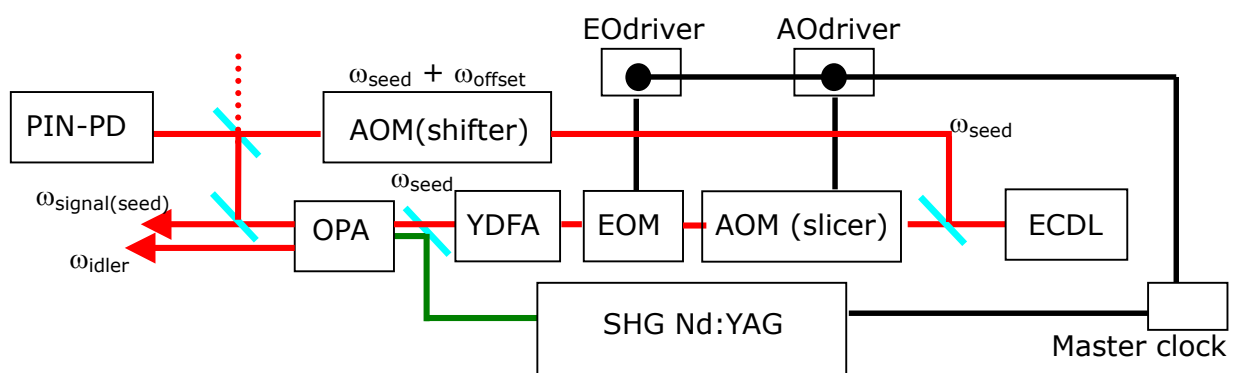 EOdriver
AOdriver
ωseed + ωoffset
PIN-PD
AOM(shifter)
ωseed
ωseed
ωsignal(seed)
OPA
YDFA
EOM
AOM (slicer)
ECDL
ωidler
SHG Nd:YAG
Master clock